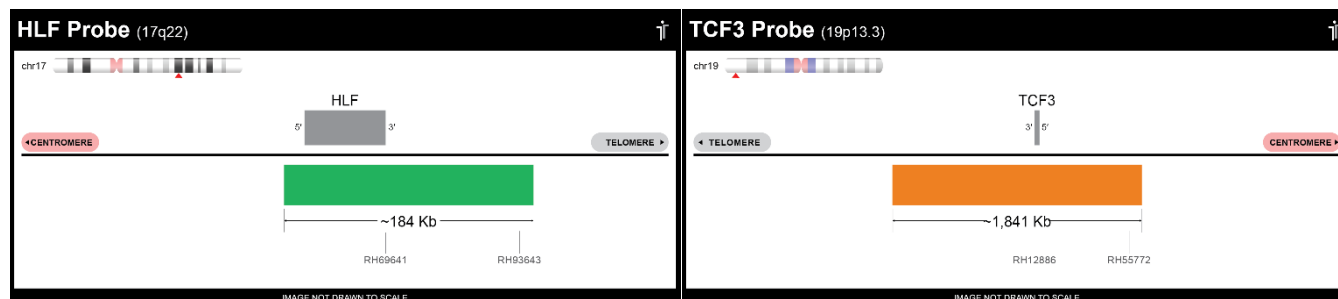 HLF Probe (17q22)
chr17
HLF
5' 3'
CENTROMERE
TELOMERE
~184 Kb
RH69641 RH93643
IMAGE NOT DRAWN TO SCALE
TCF3 Probe (19p13.3)
chr19
TCF3
3' 5'
TELOMERE
CENTROMERE
~1,841 Kb
RH12886 RH55772
IMAGE NOT DRAWN TO SCALE